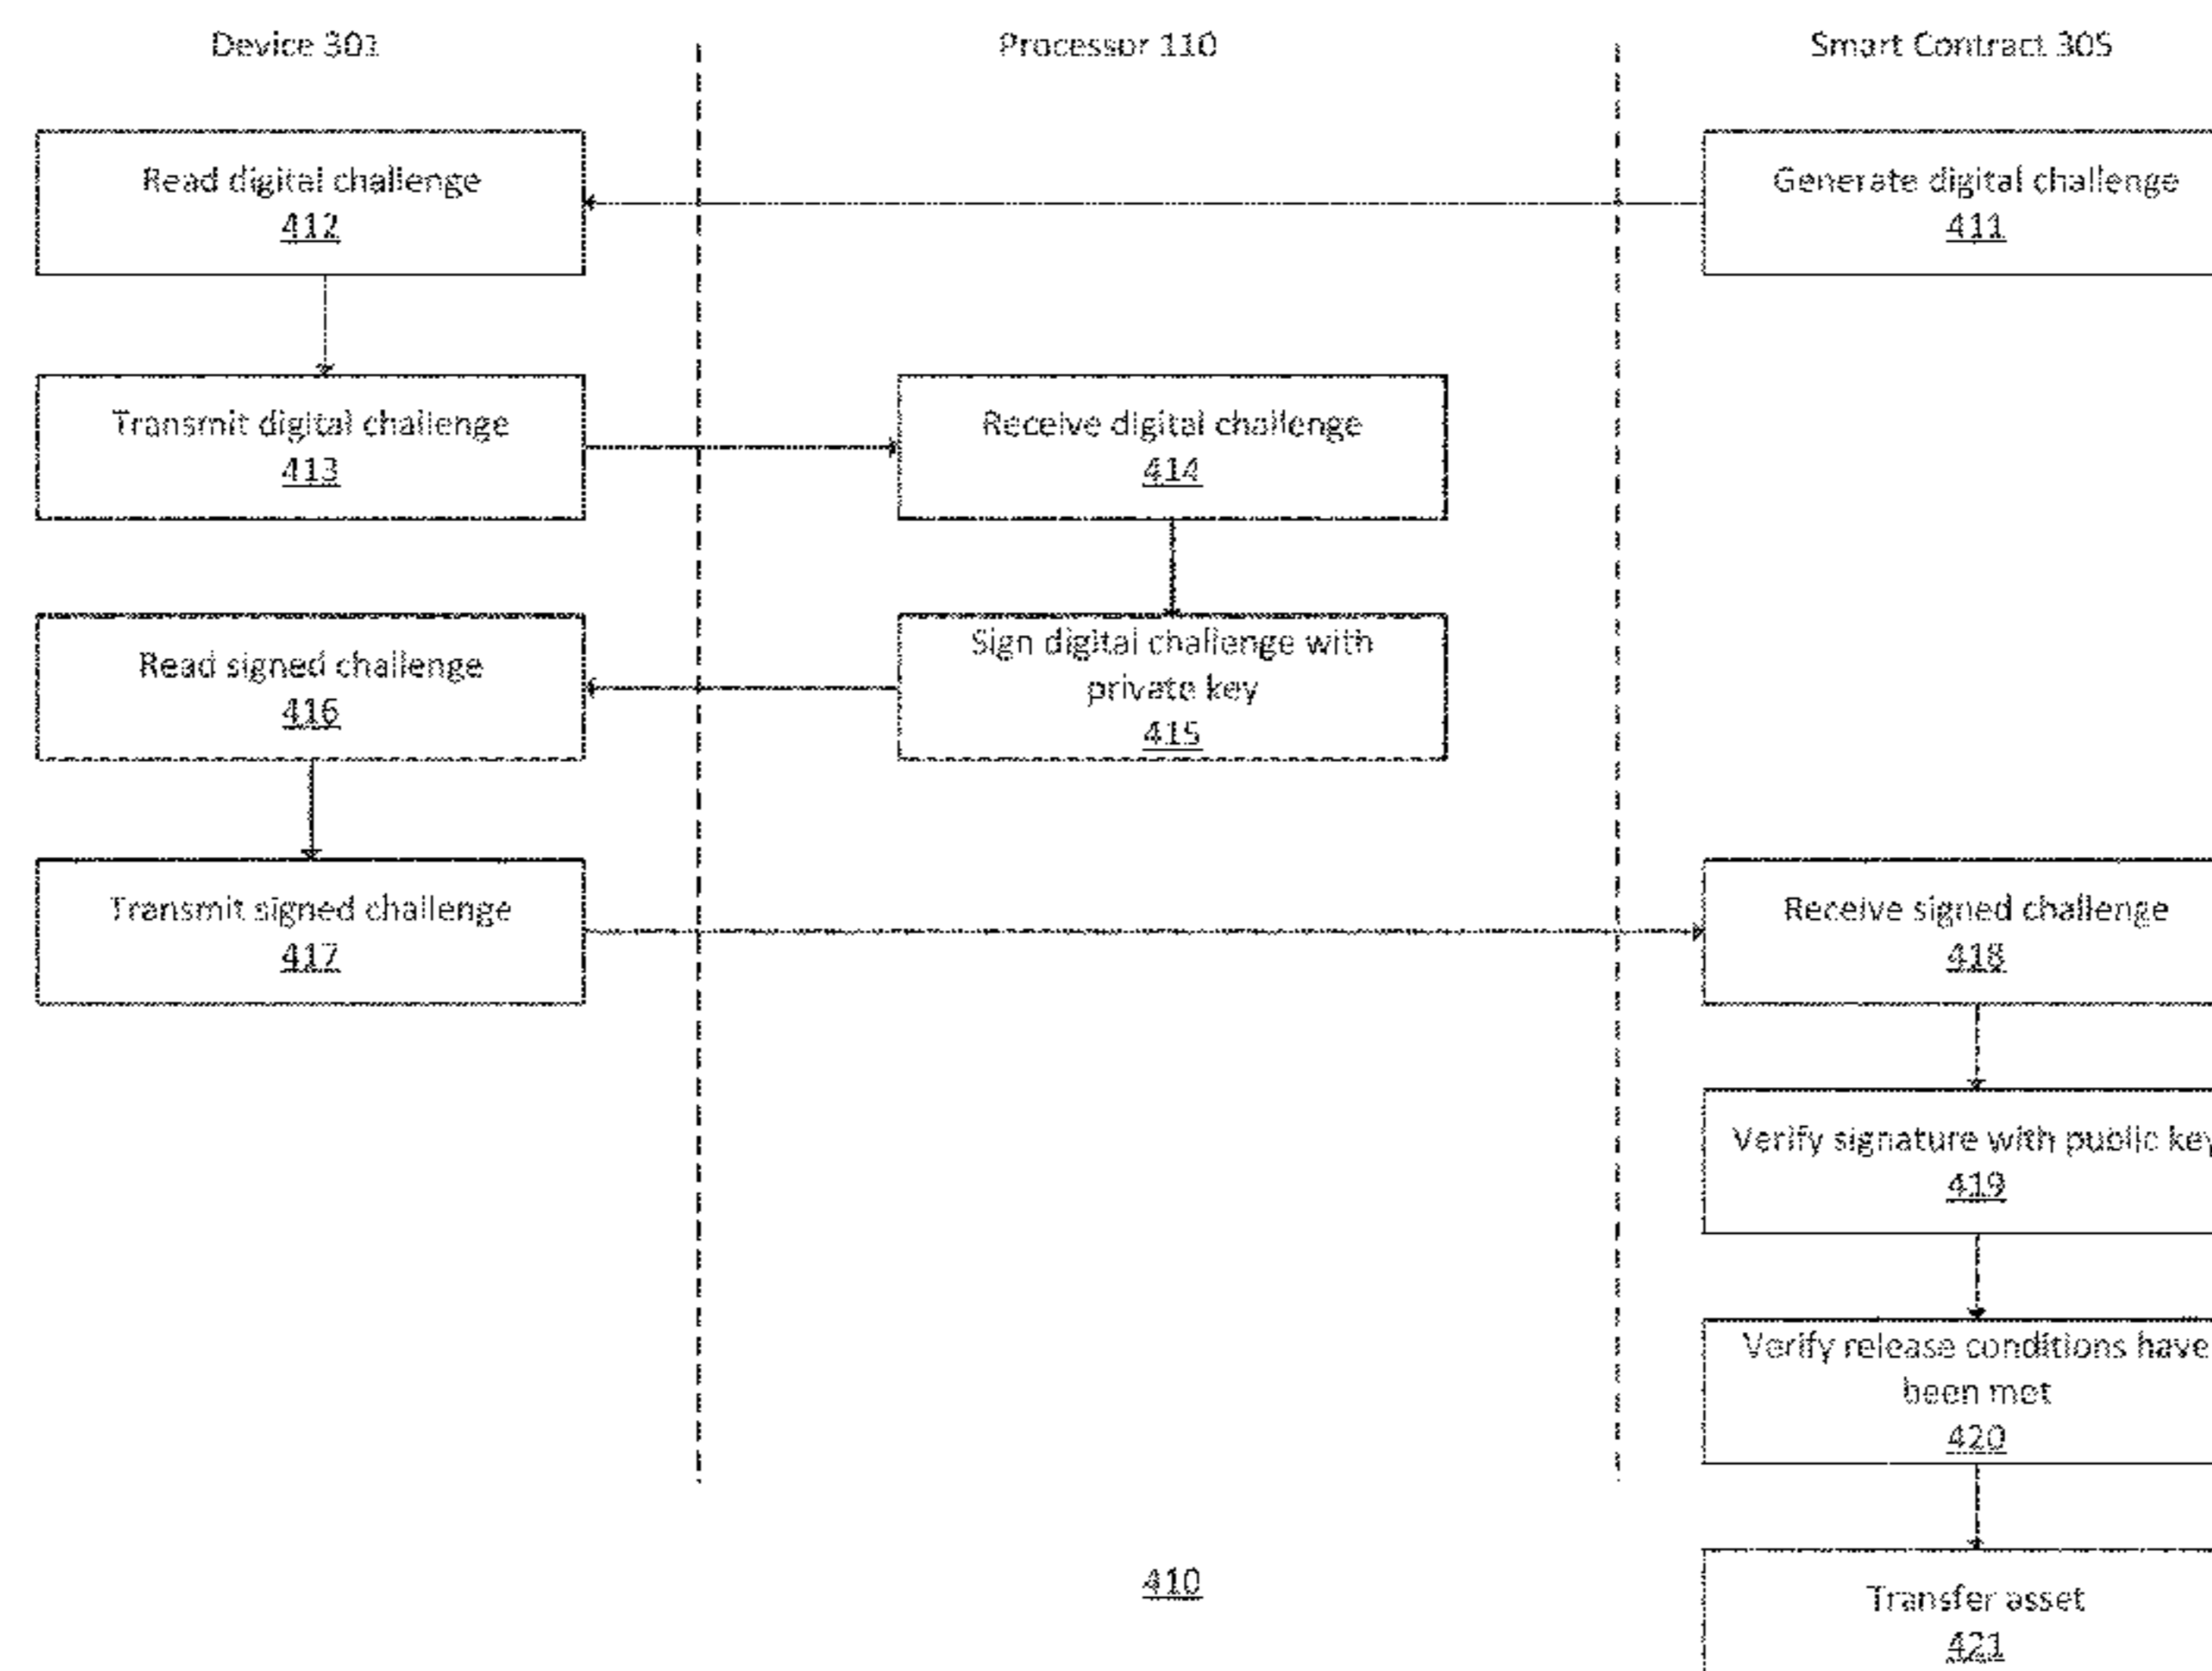 Device 301
Processor 110
Smart Contract 305
Read digital challenge
412
Generate digital challenge
411
Transmit digital challenge
413
Receive digital challenge
414
Read signed challenge
416
Sign digital challenge with
private key
415
Transmit signed challenge
417
Receive signed challenge
418
Verify signature with public key
419
Verify release conditions have
been met
420
410
Transfer asset
421